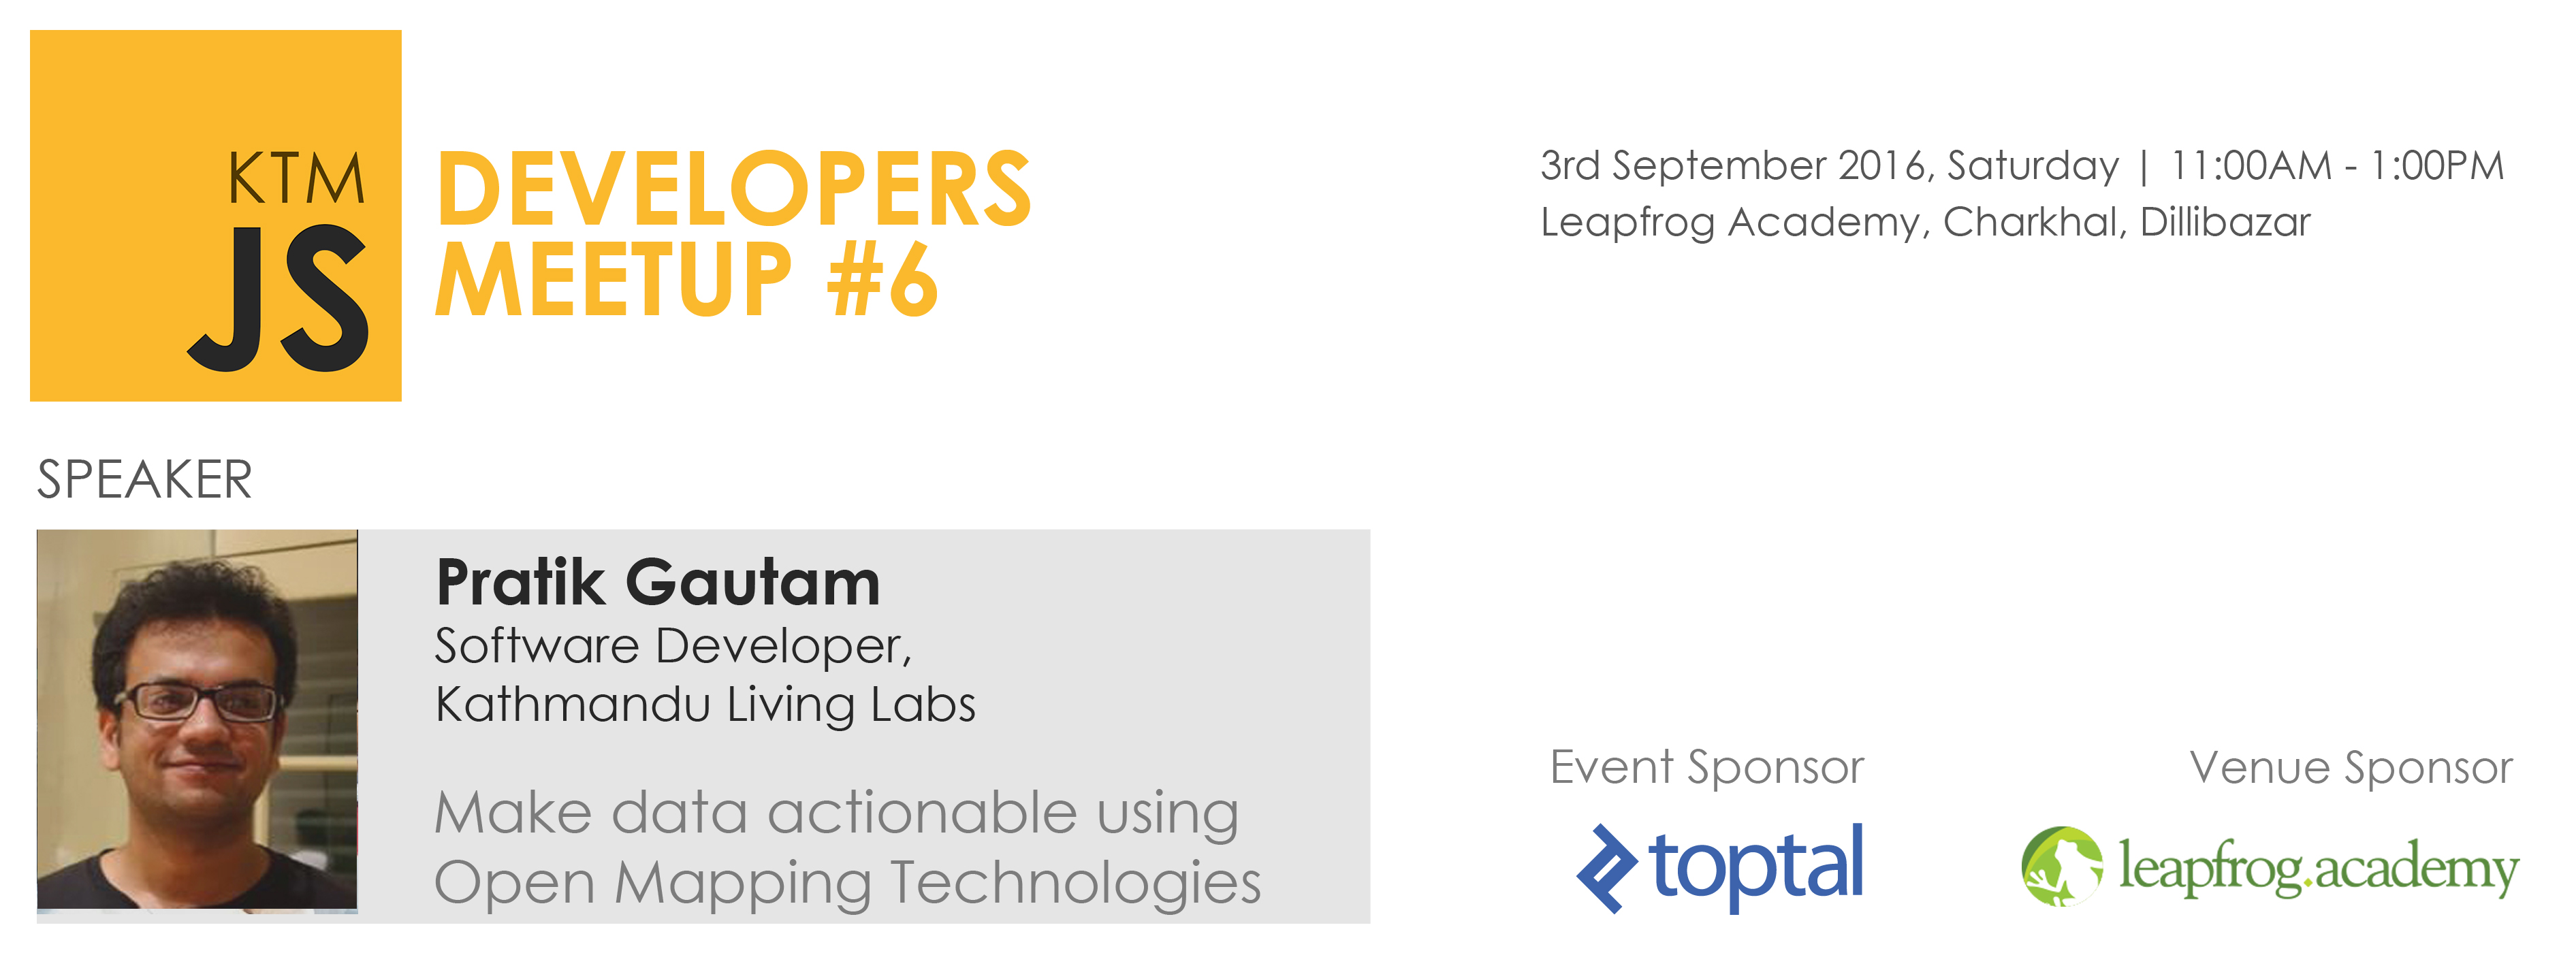 KTM
JS
DEVELOPERS
MEETUP #6
3rd September 2016, Saturday | 11:00AM - 1:00PM
Leapfrog Academy, Charkhal, Dillibazar
SPEAKER
Pratik Gautam
Software Developer,
Kathmandu Living Labs
Make data actionable using
Open Mapping Technologies
Event Sponsor
toptal
Venue Sponsor
leapfrog.academy